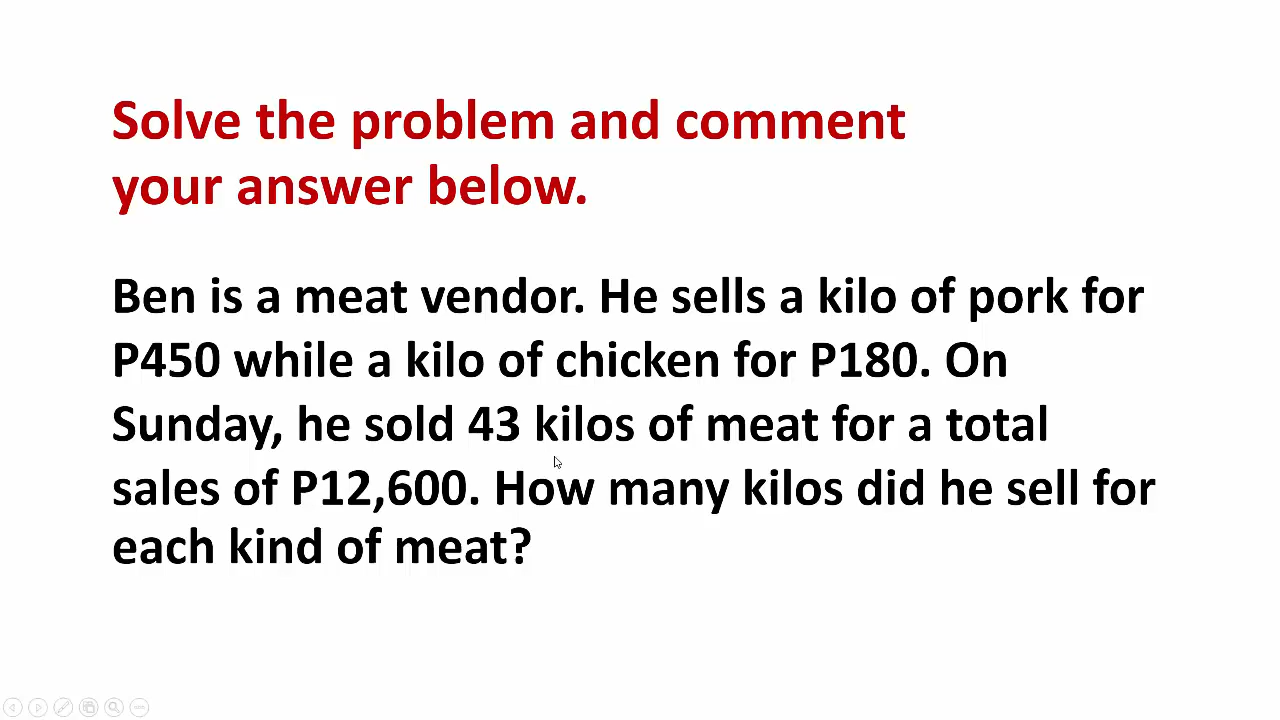 Solve the problem and comment
your answer below.
Ben is a meat vendor. He sells a kilo of pork for
P450 while a kilo of chicken for P180. On
Sunday, he sold 43 kilos of meat for a total
sales of P12,600. How many kilos did he sell for
each kind of meat?